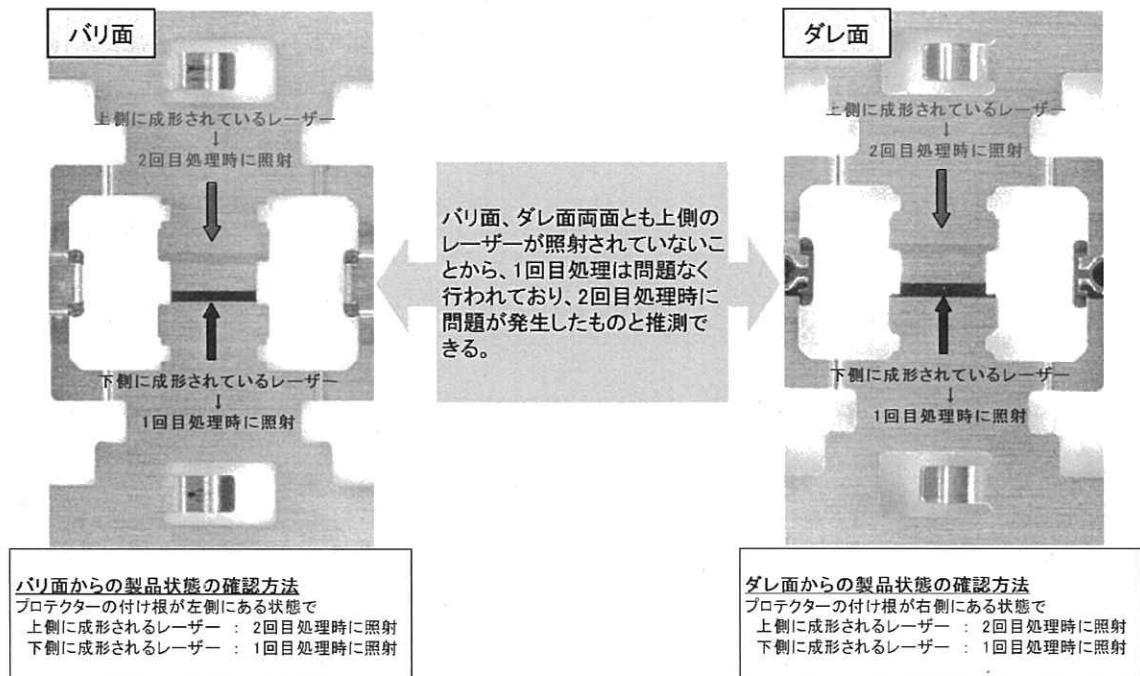 バリ面
上側に成形されているレーザー
↓
2回目処理時に照射
下側に成形されているレーザー
↓
1回目処理時に照射
バリ面からの製品状態の確認方法
プロテクターの付け根が左側にある状態で
上側に成形されるレーザー : 2回目処理時に照射
下側に成形されるレーザー : 1回目処理時に照射
バリ面、ダレ面両面とも上側の
レーザーが照射されていないこ
とから、1回目処理は問題なく
行われており、2回目処理時に
問題が発生したものと推測で
きる。
ダレ面
上側に成形されているレーザー
↓
2回目処理時に照射
下側に成形されているレーザー
↓
1回目処理時に照射
ダレ面からの製品状態の確認方法
プロテクターの付け根が右側にある状態で
上側に成形されるレーザー : 2回目処理時に照射
下側に成形されるレーザー : 1回目処理時に照射